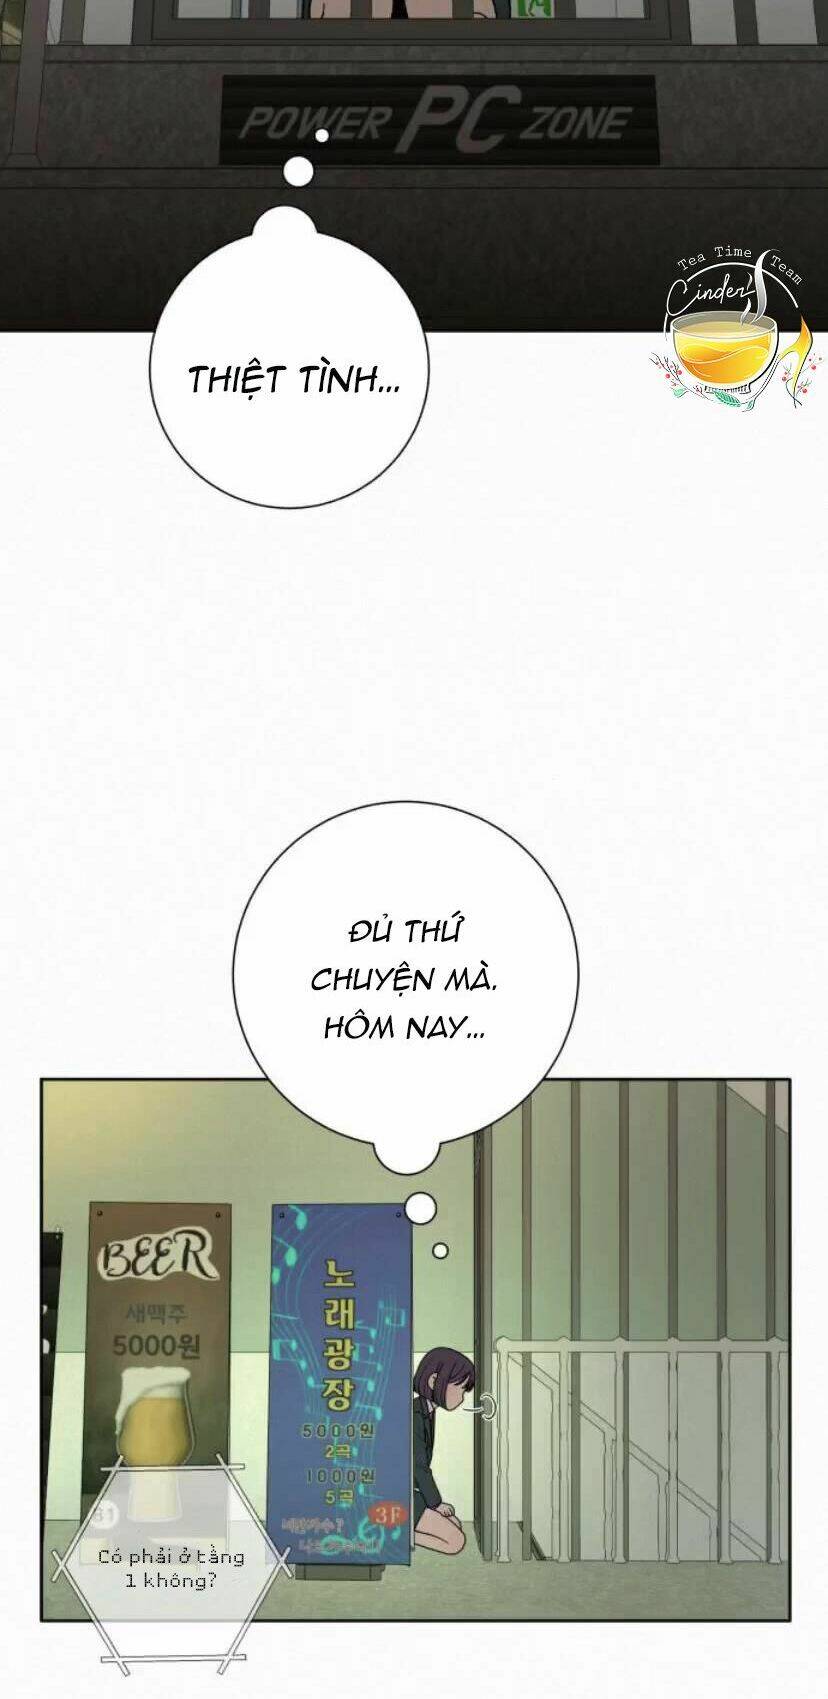 POWER PC ZONE
Tea Time Team
Cinder's
THIỆT TÌNH...
ĐỦ THỨ
CHUYỆN MÀ.
HÔM NAY...
BEER
새맥주
5000원
노래광장
5000원
2곡
1000원
5곡
3F
B1
Có phải ở tầng
1 không?